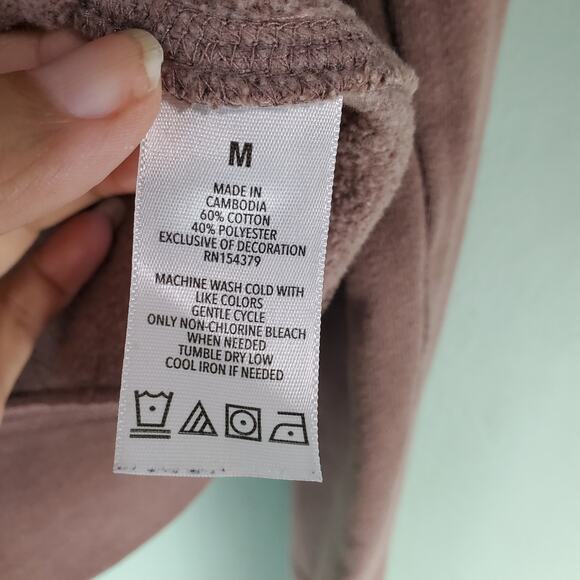 M
MADE IN
CAMBODIA
60% COTTON
40% POLYESTER
EXCLUSIVE OF DECORATION
RN154379
MACHINE WASH COLD WITH
LIKE COLORS
GENTLE CYCLE
ONLY NON-CHLORINE BLEACH
WHEN NEEDED
TUMBLE DRY LOW
COOL IRON IF NEEDED